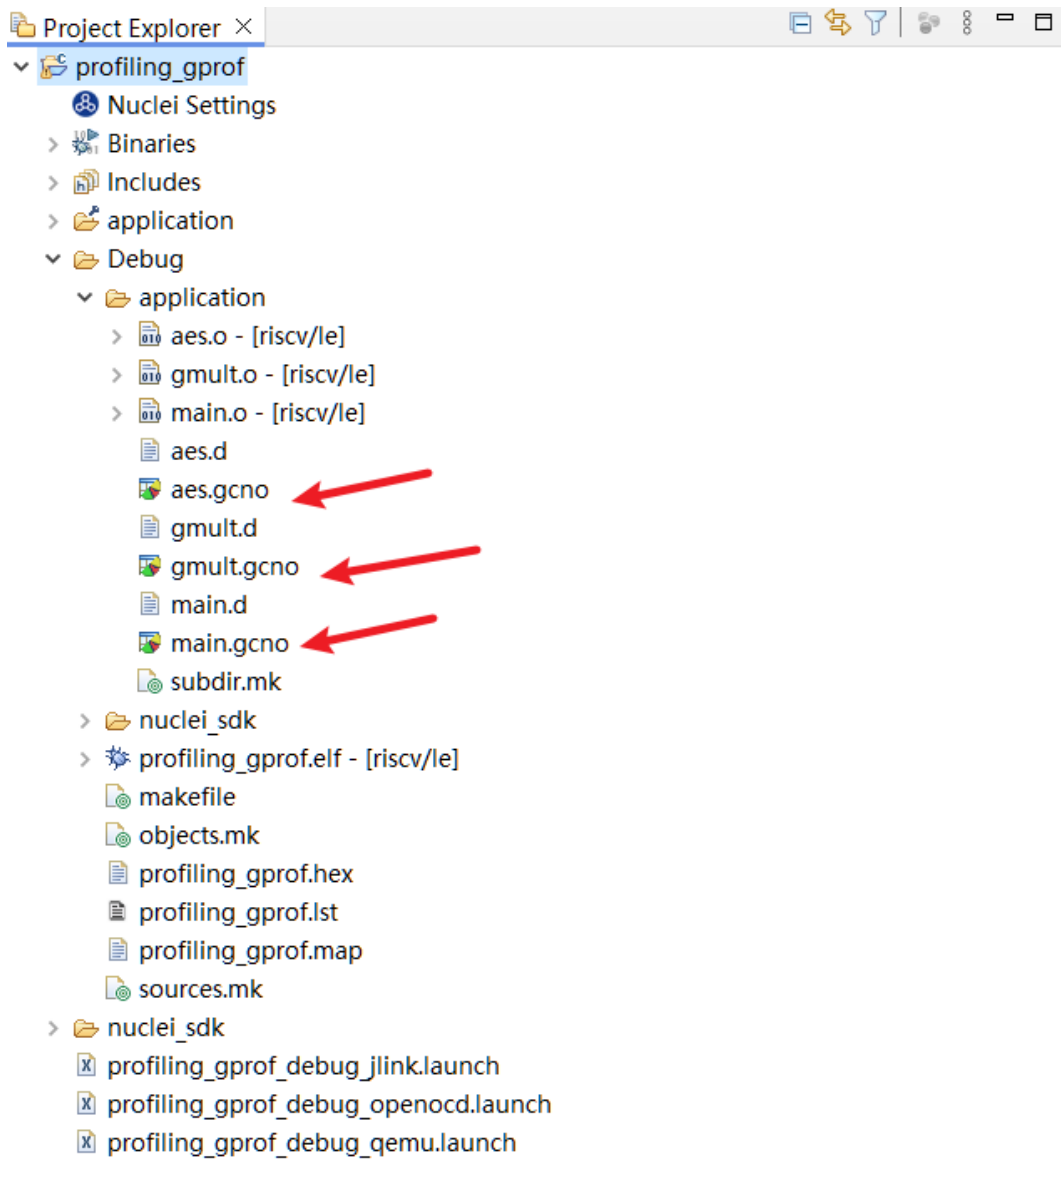 Project Explorer
profiling_gprof
Nuclei Settings
Binaries
Includes
application
Debug
application
aes.o - [riscv/le]
gmult.o - [riscv/le]
main.o - [riscv/le]
aes.d
aes.gcno
gmult.d
gmult.gcno
main.d
main.gcno
subdir.mk
nuclei_sdk
profiling_gprof.elf - [riscv/le]
makefile
objects.mk
profiling_gprof.hex
profiling_gprof.lst
profiling_gprof.map
sources.mk
nuclei_sdk
profiling_gprof_debug_jlink.launch
profiling_gprof_debug_openocd.launch
profiling_gprof_debug_qemu.launch